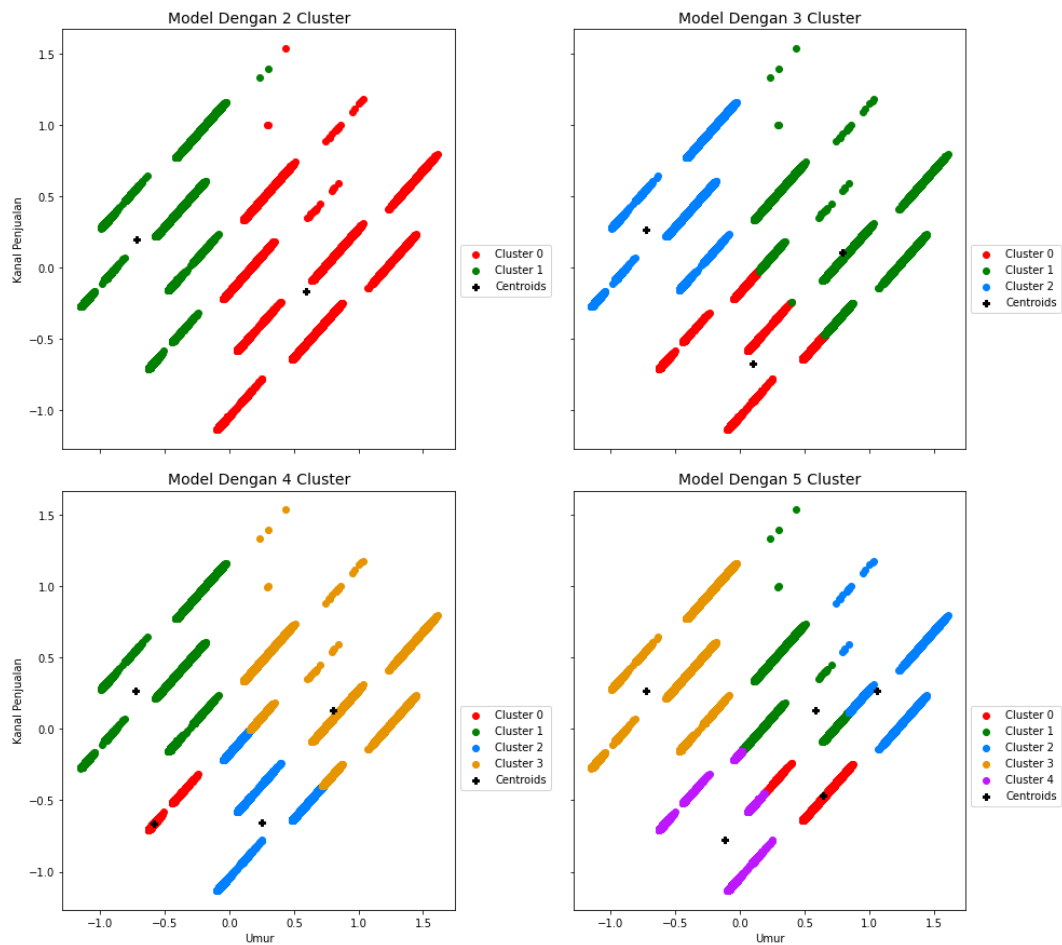 Model Dengan 2 Cluster
1.5
1.0
0.5
0.0
−0.5
−1.0
Kanal Penjualan
Cluster 0
Cluster 1
Centroids
Model Dengan 3 Cluster
Cluster 0
Cluster 1
Cluster 2
Centroids
Model Dengan 4 Cluster
1.5
1.0
0.5
0.0
−0.5
−1.0
Kanal Penjualan
−1.0 −0.5 0.0 0.5 1.0 1.5
Umur
Cluster 0
Cluster 1
Cluster 2
Cluster 3
Centroids
Model Dengan 5 Cluster
−1.0 −0.5 0.0 0.5 1.0 1.5
Umur
Cluster 0
Cluster 1
Cluster 2
Cluster 3
Cluster 4
Centroids